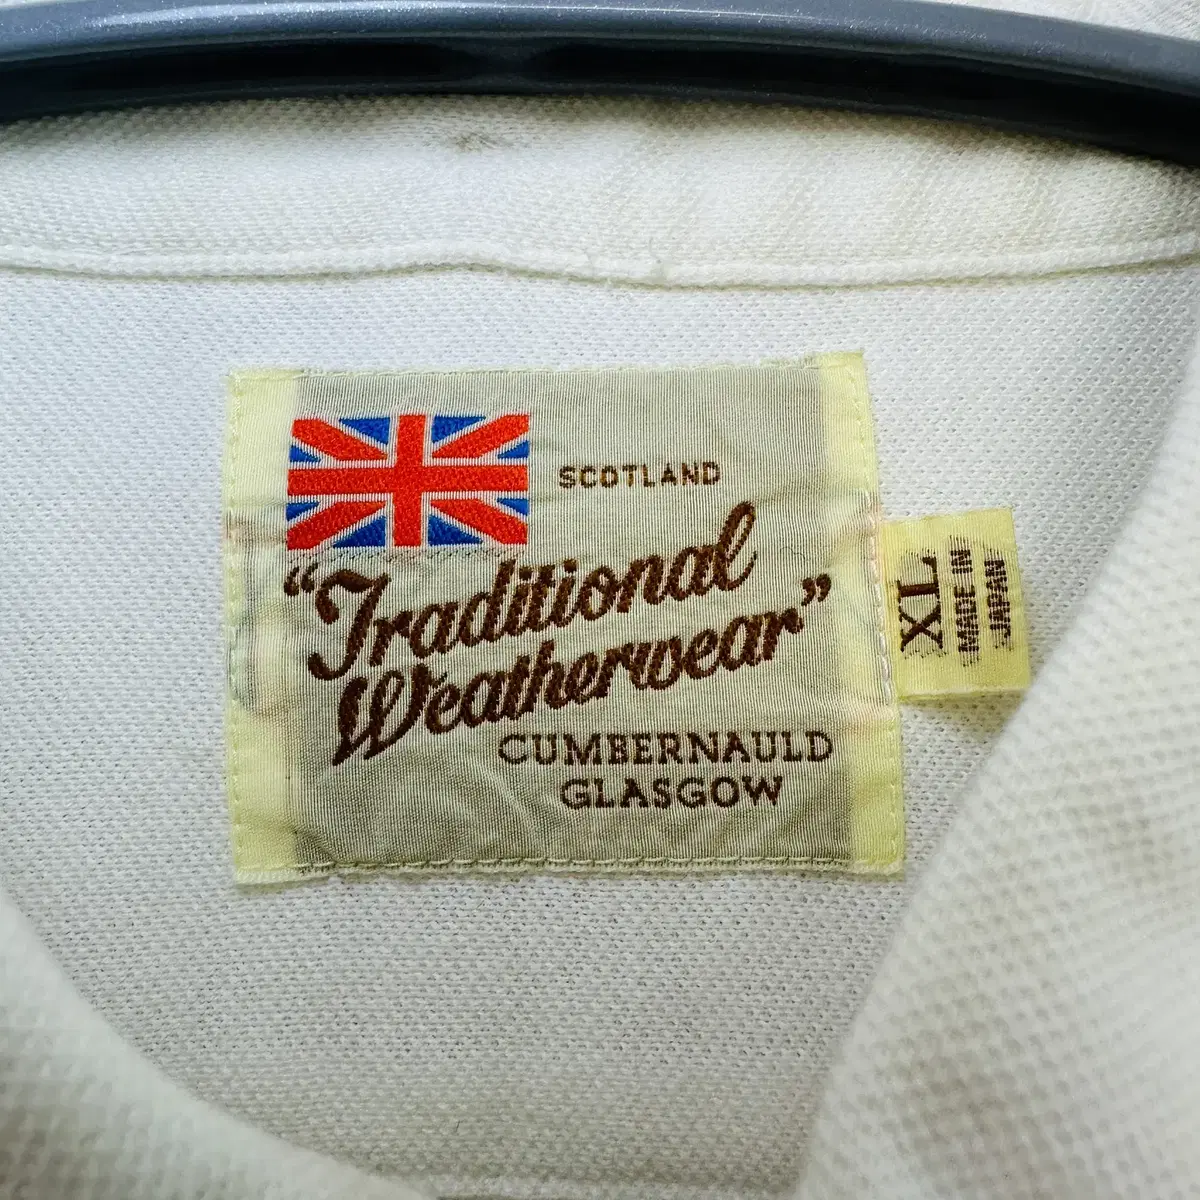 SCOTLAND
“Traditional
Weatherwear”
CUMBERNAULD
GLASGOW
XL
MADE IN
JAPAN